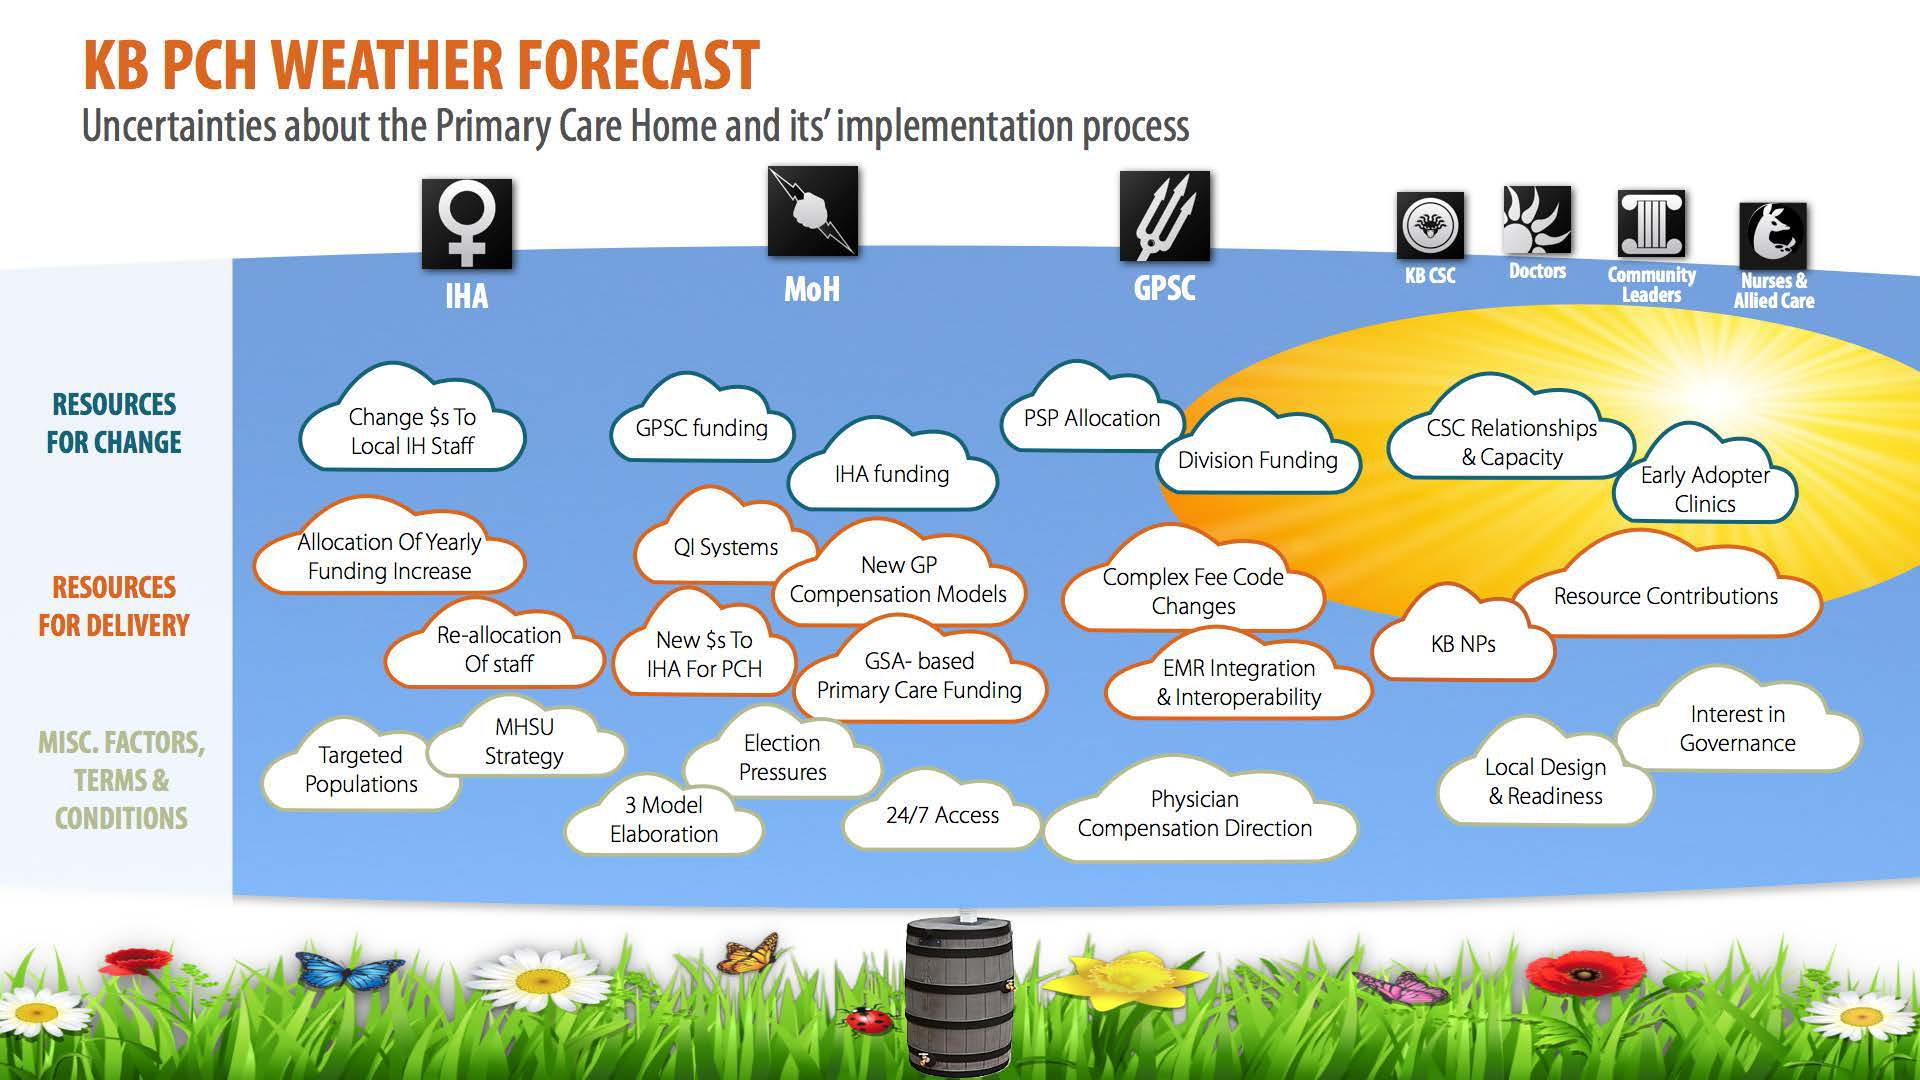 KB PCH WEATHER FORECAST
Uncertainties about the Primary Care Home and its’ implementation process
IHA
MoH
GPSC
KB CSC
Doctors
Community
Leaders
Nurses &
Allied Care
RESOURCES
FOR CHANGE
Change $s To
Local IH Staff
GPSC funding
IHA funding
PSP Allocation
Division Funding
CSC Relationships
& Capacity
Early Adopter
Clinics
RESOURCES
FOR DELIVERY
Allocation Of Yearly
Funding Increase
Re-allocation
Of staff
QI Systems
New GP
Compensation Models
New $s To
IHA For PCH
GSA- based
Primary Care Funding
Complex Fee Code
Changes
EMR Integration
& Interoperability
KB NPs
Resource Contributions
MISC. FACTORS,
TERMS &
CONDITIONS
Targeted
Populations
MHSU
Strategy
Election
Pressures
3 Model
Elaboration
24/7 Access
Physician
Compensation Direction
Local Design
& Readiness
Interest in
Governance